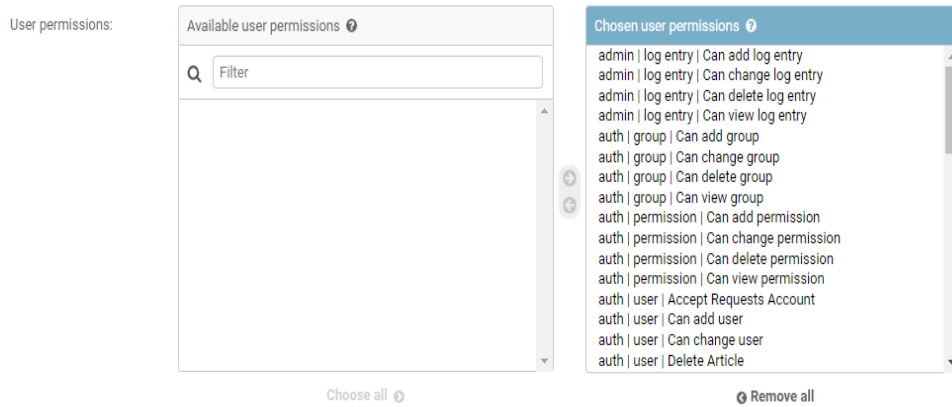 User permissions:
Available user permissions
Filter
Choose all
Chosen user permissions
admin | log entry | Can add log entry
admin | log entry | Can change log entry
admin | log entry | Can delete log entry
admin | log entry | Can view log entry
auth | group | Can add group
auth | group | Can change group
auth | group | Can delete group
auth | group | Can view group
auth | permission | Can add permission
auth | permission | Can change permission
auth | permission | Can delete permission
auth | permission | Can view permission
auth | user | Accept Requests Account
auth | user | Can add user
auth | user | Can change user
auth | user | Delete Article
Remove all